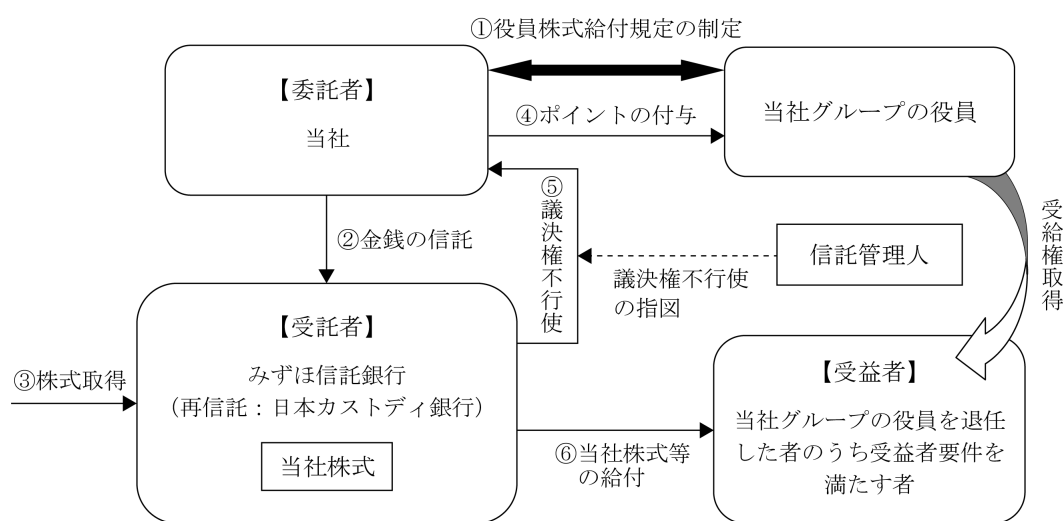 ①役員株式給付規定の制定
【委託者】
当社
④ポイントの付与
当社グループの役員
②金銭の信託
⑤議決権不行使
議決権不行使
の指図
信託管理人
受給権取得
③株式取得
【受託者】
みずほ信託銀行
（再信託：日本カストディ銀行）
当社株式
⑥当社株式等
の給付
【受益者】
当社グループの役員を退任
した者のうち受益者要件を
満たす者